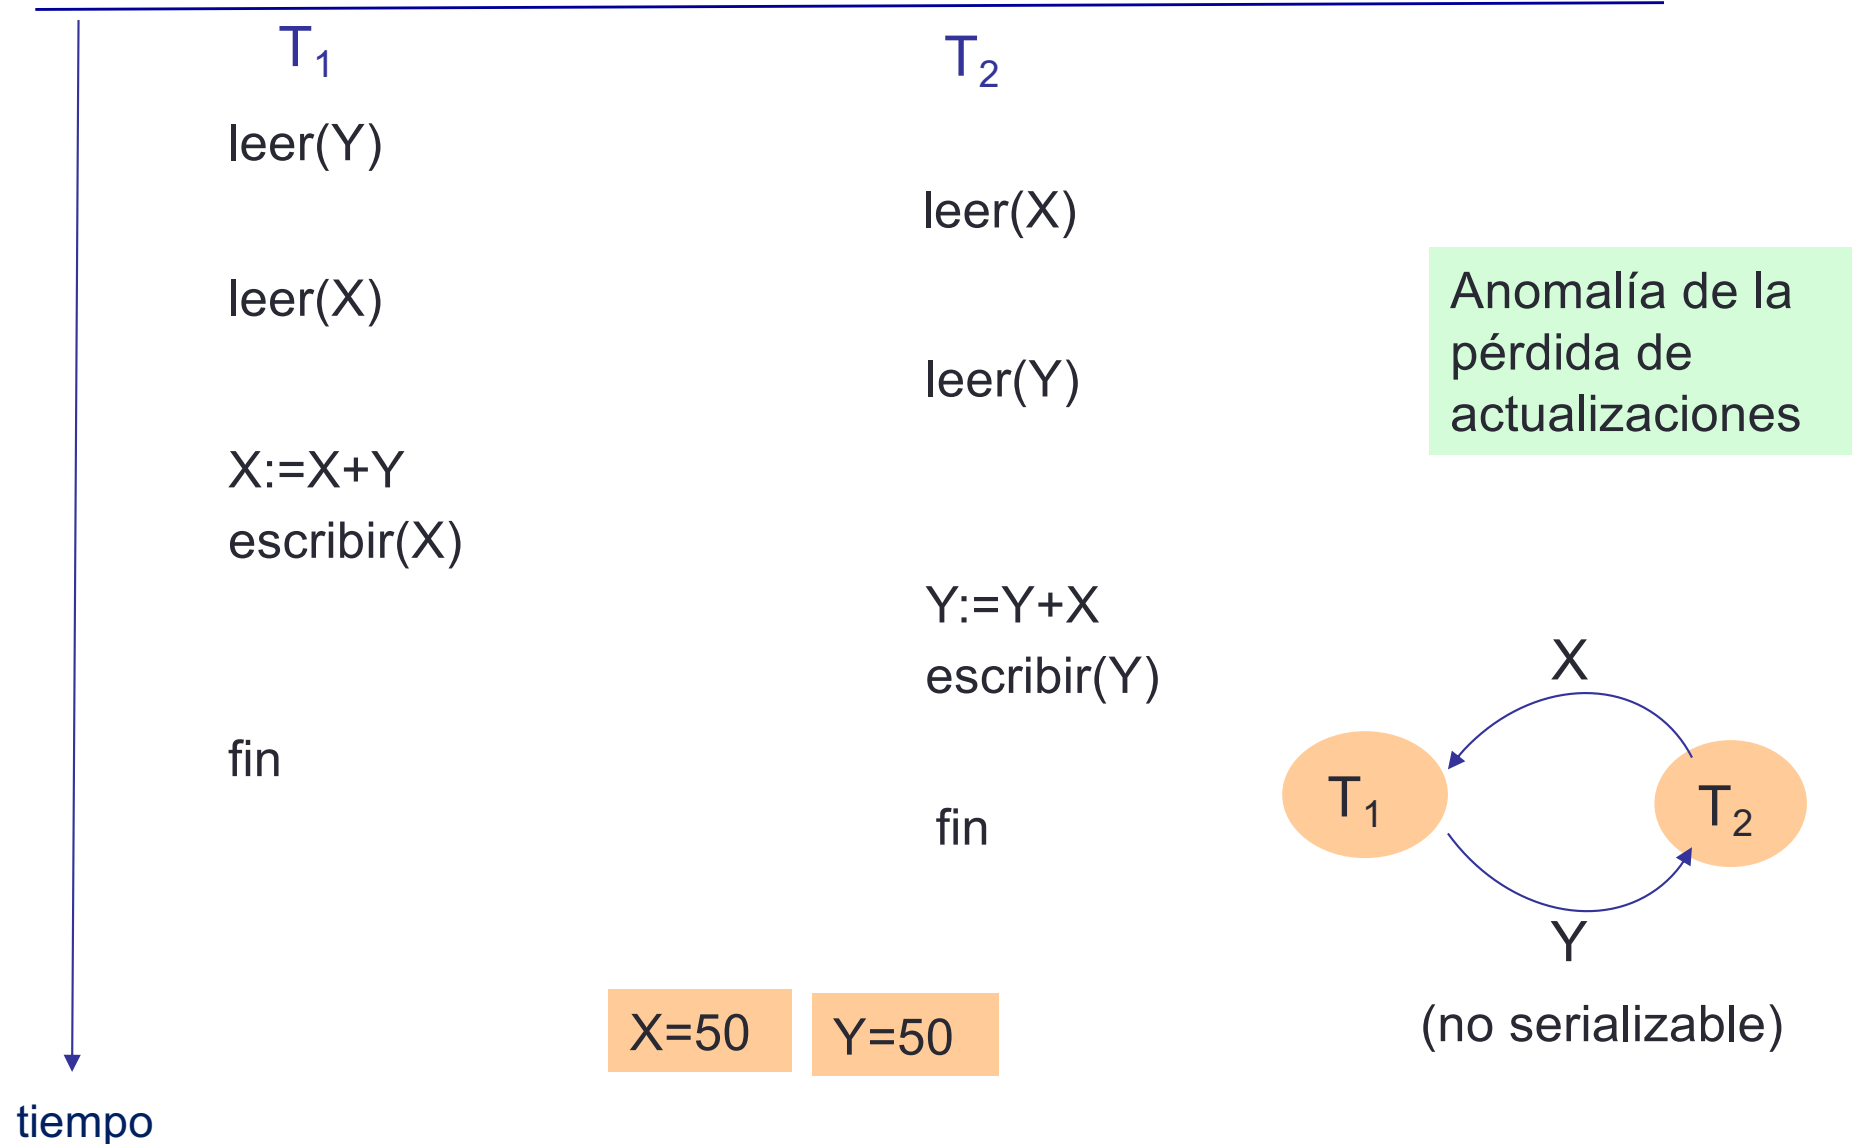 T₁
T₂
leer(Y)
leer(X)
leer(X)
leer(Y)
X:=X+Y
escribir(X)
Y:=Y+X
escribir(Y)
fin
fin
Anomalía de la
pérdida de
actualizaciones
X
T₁
T₂
Y
(no serializable)
X=50
Y=50
tiempo